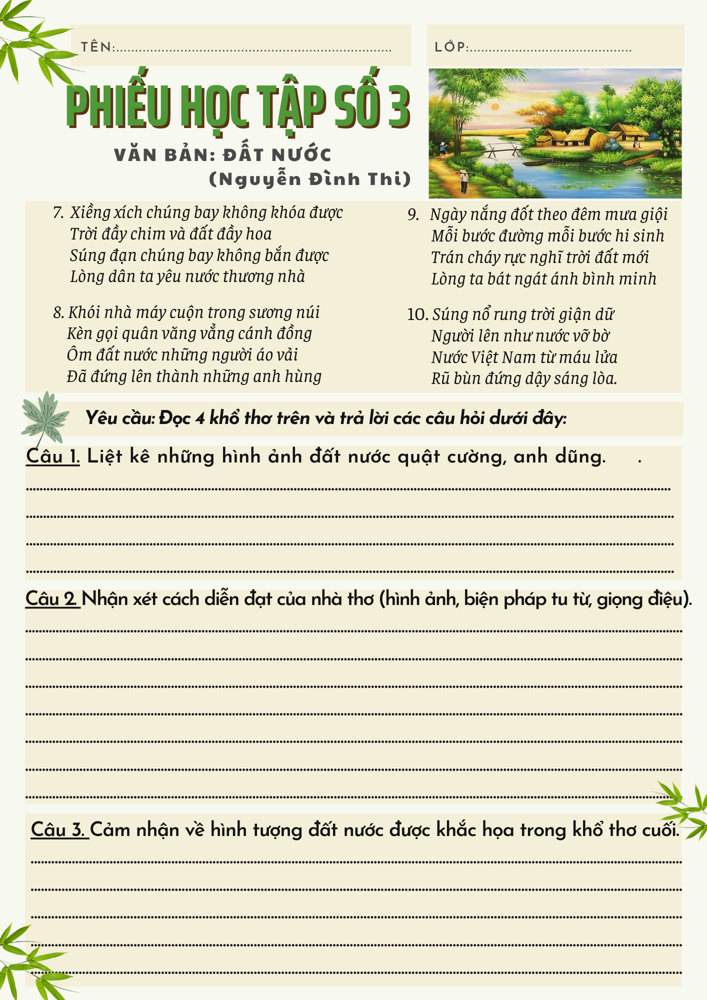 TÊN:........................................................................
LỚP:..........................................
PHIẾU HỌC TẬP SỐ 3
VĂN BẢN: ĐẤT NƯỚC
(Nguyễn Đình Thi)
7. Xiềng xích chúng bay không khóa được
Trời đầy chim và đất đầy hoa
Súng đạn chúng bay không bắn được
Lòng dân ta yêu nước thương nhà
8. Khói nhà máy cuộn trong sương núi
Kèn gọi quân văng vẳng cánh đồng
Ôm đất nước những người áo vải
Đã đứng lên thành những anh hùng
9. Ngày nắng đốt theo đêm mưa giội
Mỗi bước đường mỗi bước hi sinh
Trán cháy rực nghĩ trời đất mới
Lòng ta bát ngát ánh bình minh
10. Súng nổ rung trời giận dữ
Người lên như nước vỡ bờ
Nước Việt Nam từ máu lửa
Rũ bùn đứng dậy sáng lòa.
Yêu cầu: Đọc 4 khổ thơ trên và trả lời các câu hỏi dưới đây:
Câu 1. Liệt kê những hình ảnh đất nước quật cường, anh dũng. .
Câu 2. Nhận xét cách diễn đạt của nhà thơ (hình ảnh, biện pháp tu từ, giọng điệu).
Câu 3. Cảm nhận về hình tượng đất nước được khắc họa trong khổ thơ cuối.